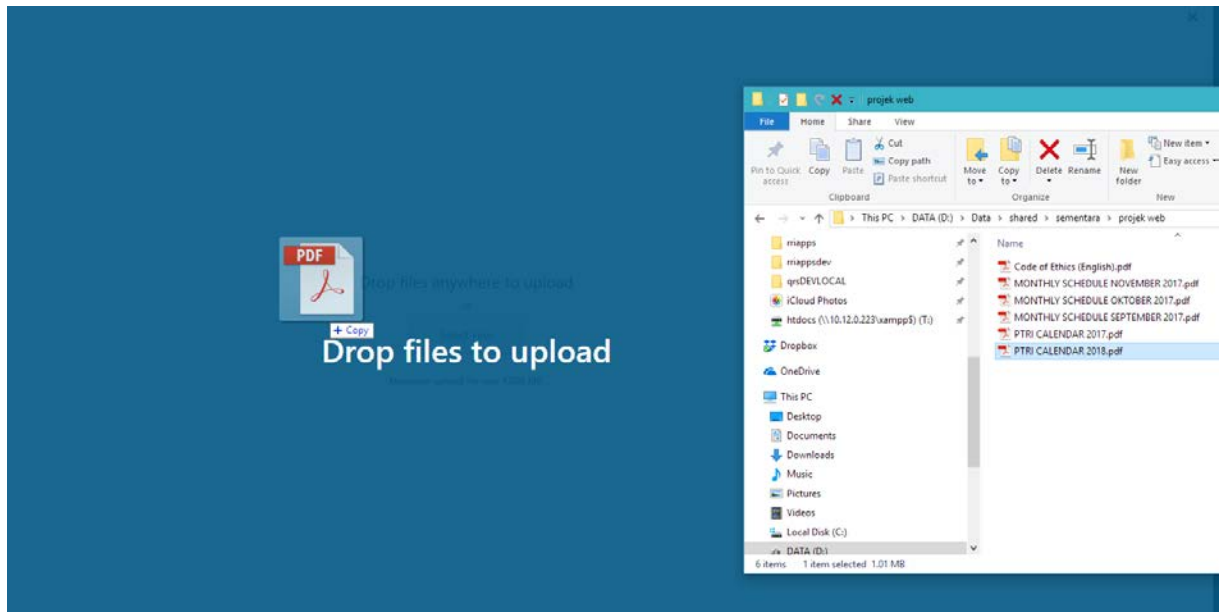 PDF
Drop files anywhere to upload
+ Copy
Drop files to upload
projek web
File Home Share View
Pin to Quick access
Copy
Paste
Cut
Copy path
Paste shortcut
Clipboard
Move to
Copy to
Delete
Rename
Organize
New folder
New item
Easy access
New
This PC > DATA (D:) > Data > shared > sementara > projek web
miapps
miappsdev
qrsDEVLOCAL
iCloud Photos
htdocs (\\10.12.0.223\xampp$) (T:)
Dropbox
OneDrive
This PC
Desktop
Documents
Downloads
Music
Pictures
Videos
Local Disk (C:)
DATA (D:)
Name
Code of Ethics (English).pdf
MONTHLY SCHEDULE NOVEMBER 2017.pdf
MONTHLY SCHEDULE OKTOBER 2017.pdf
MONTHLY SCHEDULE SEPTEMBER 2017.pdf
PTRI CALENDAR 2017.pdf
PTRI CALENDAR 2018.pdf
6 items 1 item selected 1.01 MB